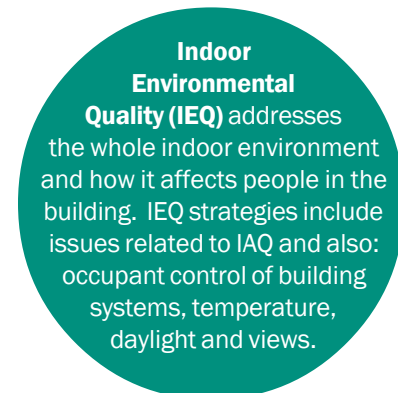 Indoor
Environmental
Quality (IEQ) addresses
the whole indoor environment
and how it affects people in the
building.  IEQ strategies include
issues related to IAQ and also:
occupant control of building
systems, temperature,
daylight and views.